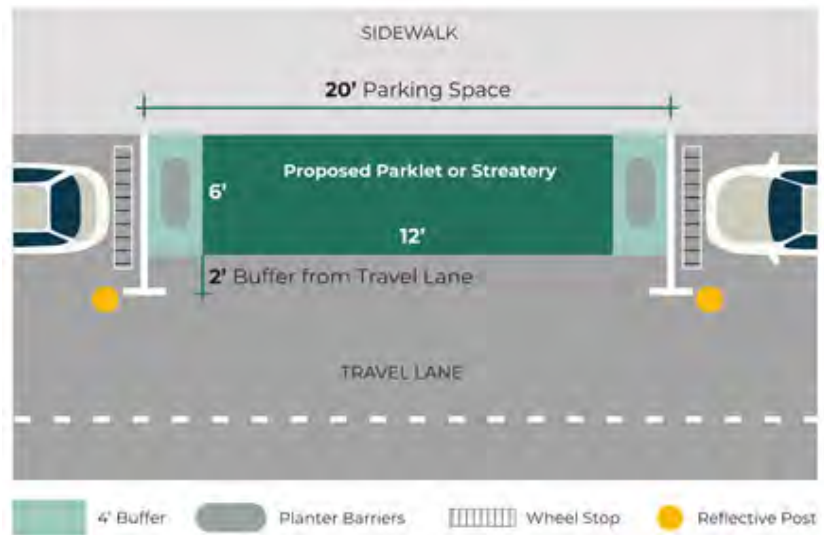 SIDEWALK
20' Parking Space
Proposed Parklet or Streatery
6'
12'
2' Buffer from Travel Lane
TRAVEL LANE
4' Buffer
Planter Barriers
Wheel Stop
Reflective Post